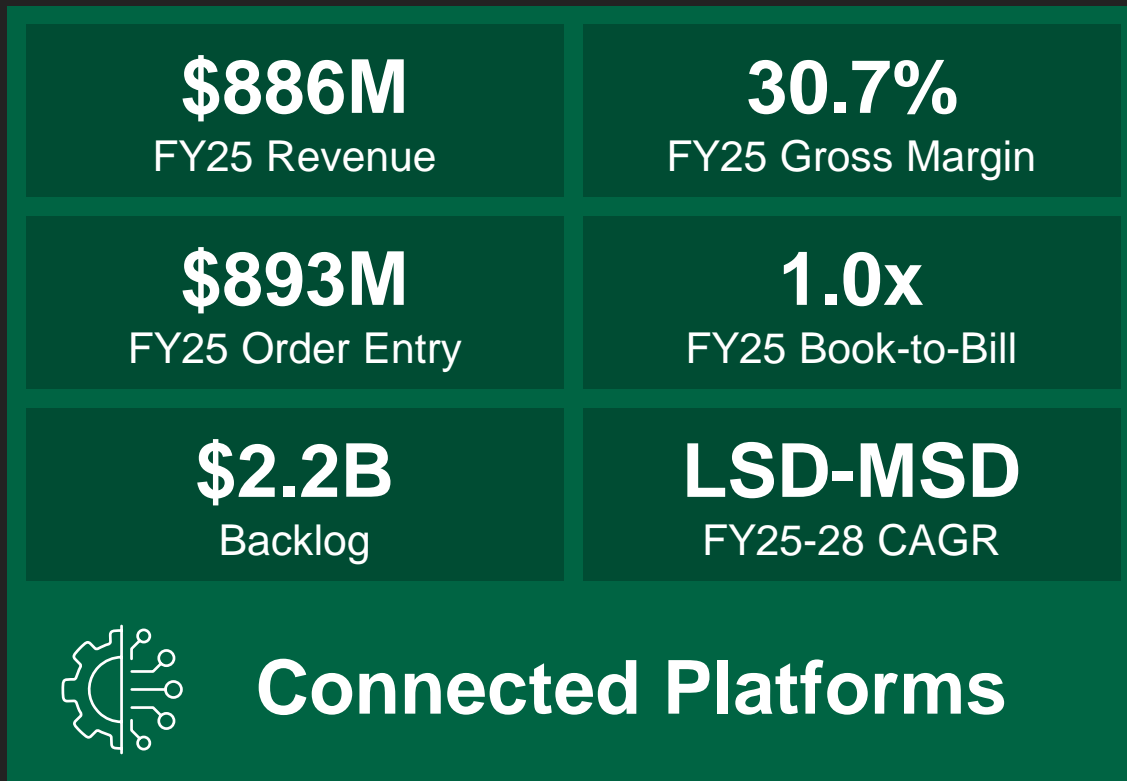 $886M
FY25 Revenue
30.7%
FY25 Gross Margin
$893M
FY25 Order Entry
1.0x
FY25 Book-to-Bill
$2.2B
Backlog
LSD-MSD
FY25-28 CAGR
Connected Platforms